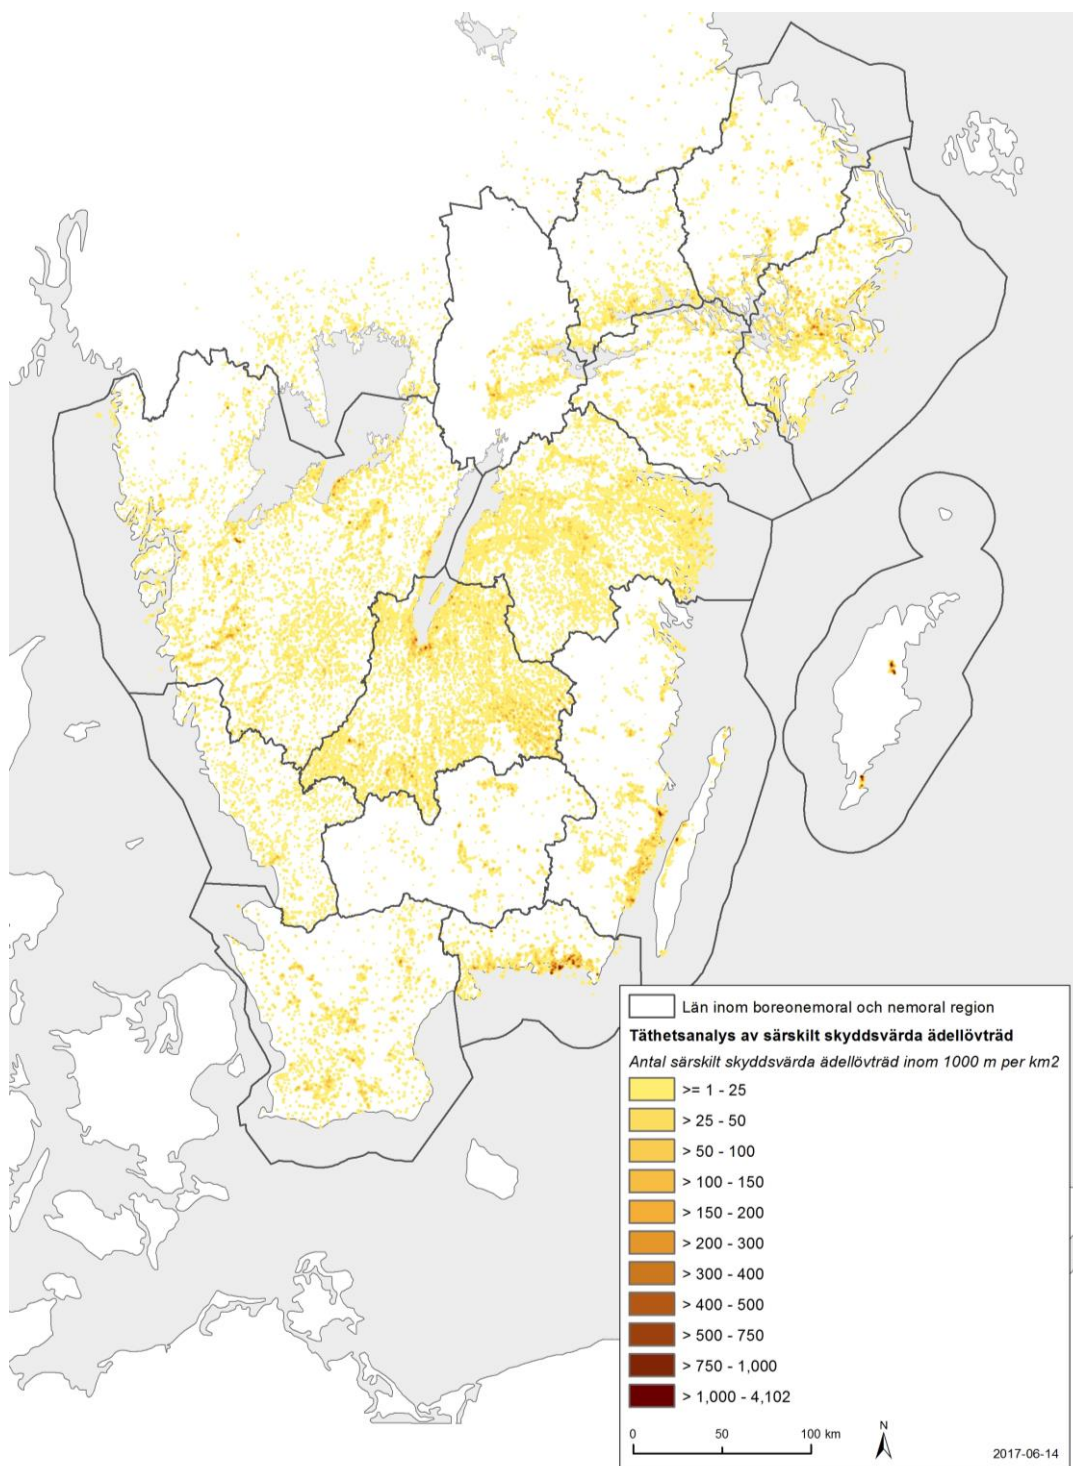 Län inom boreonemoral och nemoral region
Täthetsanalys av särskilt skyddsvärda ädellövträd
Antal särskilt skyddsvärda ädellövträd inom 1000 m per km2
>= 1 - 25
> 25 - 50
> 50 - 100
> 100 - 150
> 150 - 200
> 200 - 300
> 300 - 400
> 400 - 500
> 500 - 750
> 750 - 1,000
> 1,000 - 4,102
0 50 100 km
N
2017-06-14